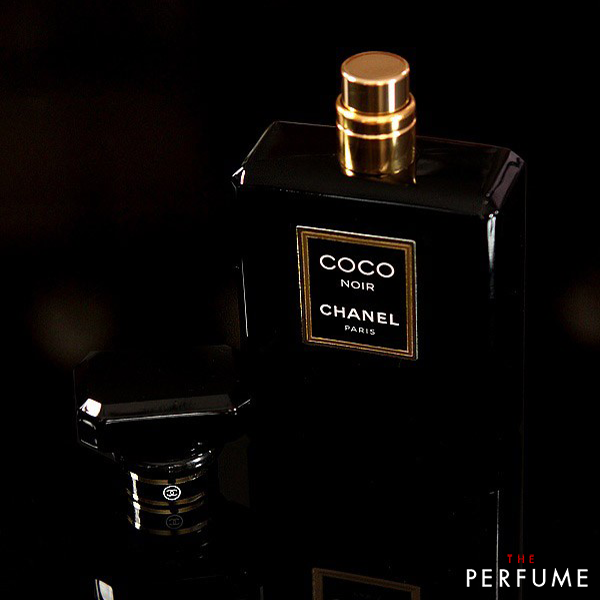 COCO
NOIR
CHANEL
PARIS
THE
PERFUME